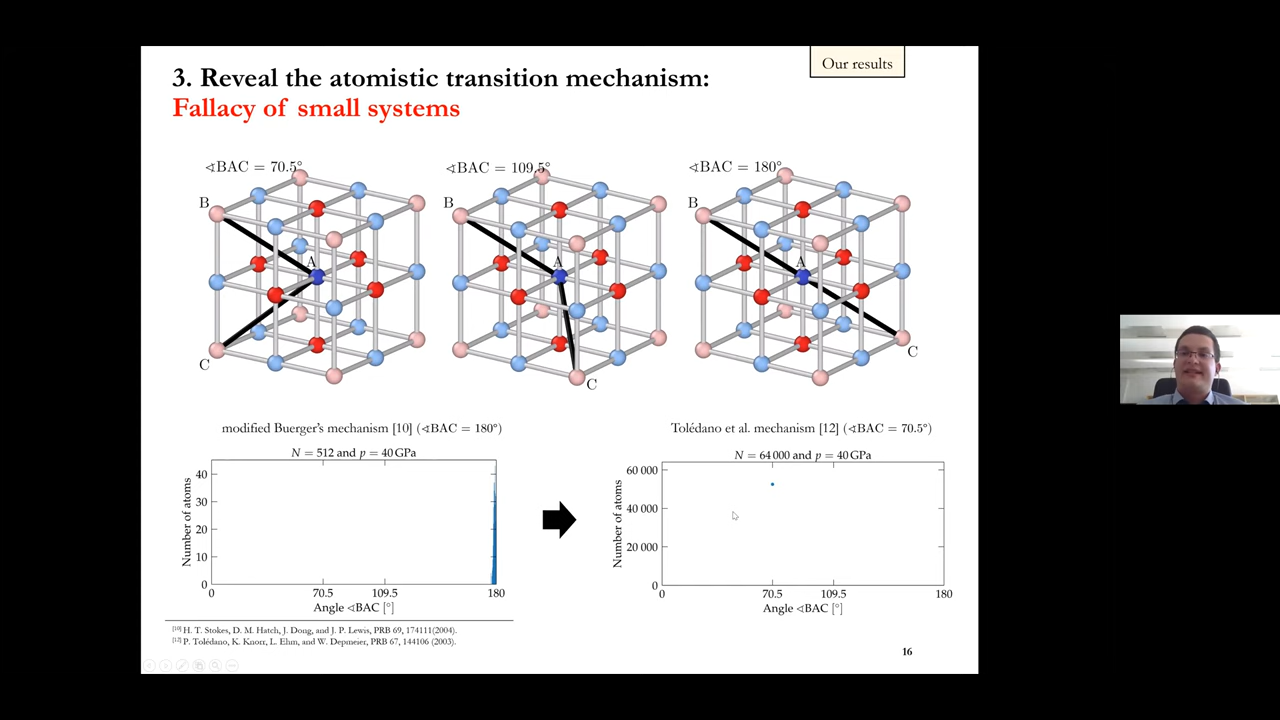 Our results
3. Reveal the atomistic transition mechanism:
Fallacy of small systems
∢BAC = 70.5°
∢BAC = 109.5°
∢BAC = 180°
B
A
C
B
A
C
B
A
C
modified Buerger's mechanism [10] (∢BAC = 180°)
N = 512 and p = 40 GPa
40
30
20
10
0
Number of atoms
0 70.5 109.5 180
Angle ∢BAC [°]
Tolédano et al. mechanism [12] (∢BAC = 70.5°)
N = 64 000 and p = 40 GPa
60 000
40 000
20 000
0
Number of atoms
0 70.5 109.5 180
Angle ∢BAC [°]
[10] H. T. Stokes, D. M. Hatch, J. Dong, and J. P. Lewis, PRB 69, 174111(2004).
[12] P. Tolédano, K. Knorr, L. Ehm, and W. Depmeier, PRB 67, 144106 (2003).
16